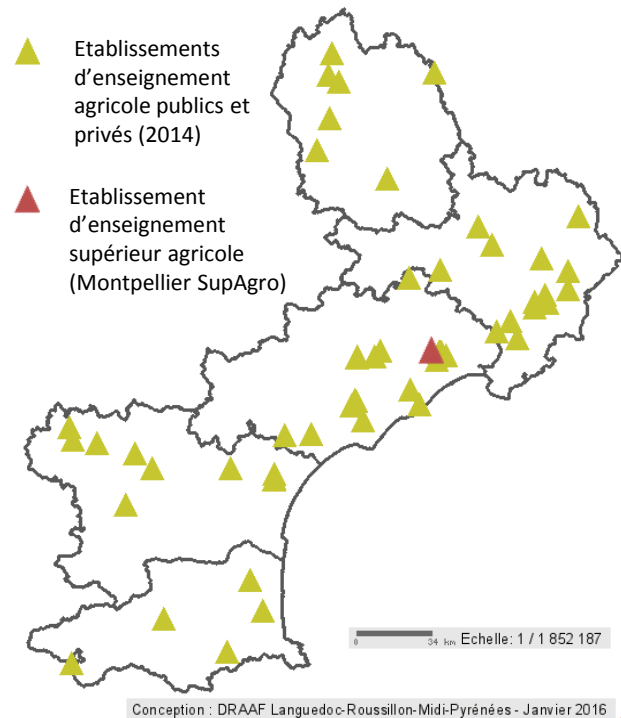 Etablissements
d’enseignement
agricole publics et
privés (2014)
Etablissement
d’enseignement
supérieur agricole
(Montpellier SupAgro)
0 34 km Echelle: 1 / 1 852 187
Conception : DRAAF Languedoc-Roussillon-Midi-Pyrénées - Janvier 2016